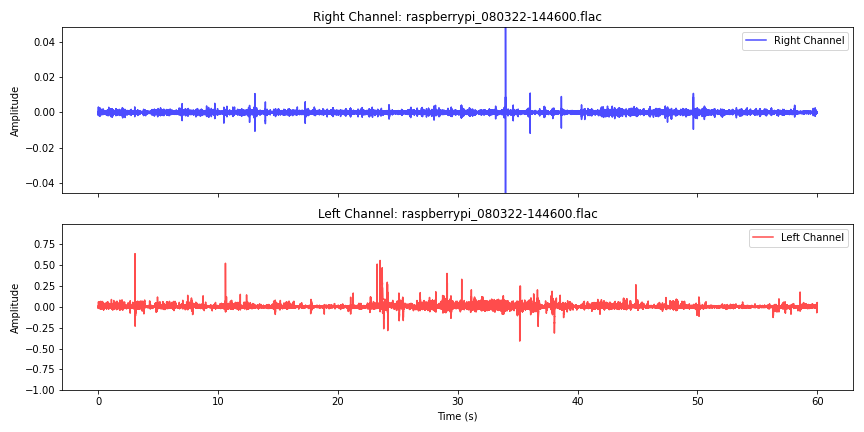 Right Channel: raspberrypi_080322-144600.flac
Right Channel
Amplitude
0.04
0.02
0.00
−0.02
−0.04
Left Channel: raspberrypi_080322-144600.flac
Left Channel
Amplitude
0.75
0.50
0.25
0.00
−0.25
−0.50
−0.75
−1.00
0 10 20 30 40 50 60
Time (s)